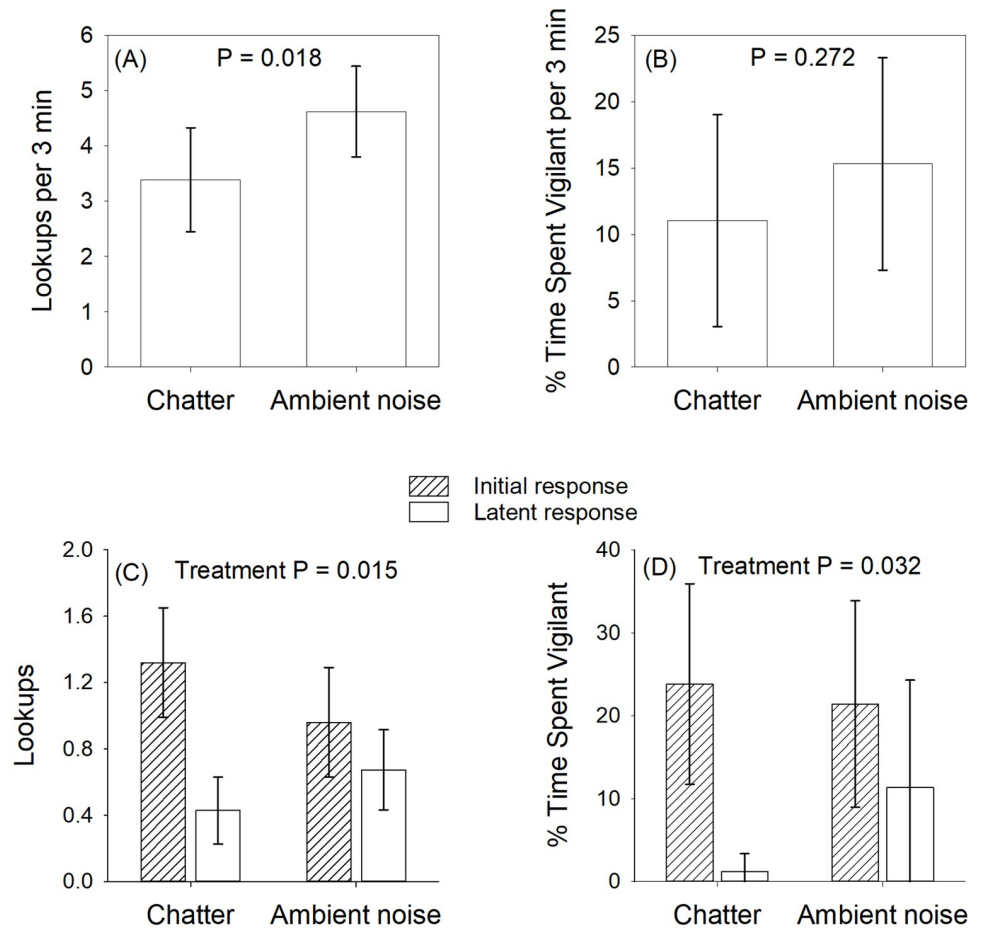 (A)
P = 0.018
Lookups per 3 min
6
5
4
3
2
1
0
Chatter
Ambient noise
(B)
P = 0.272
% Time Spent Vigilant per 3 min
25
20
15
10
5
0
Chatter
Ambient noise
Initial response
Latent response
(C)
Treatment P = 0.015
Lookups
2.0
1.6
1.2
0.8
0.4
0.0
Chatter
Ambient noise
(D)
Treatment P = 0.032
% Time Spent Vigilant
40
30
20
10
0
Chatter
Ambient noise